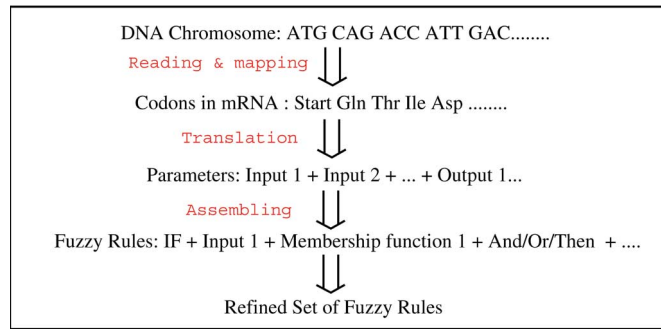 DNA Chromosome: ATG CAG ACC ATT GAC........
Reading & mapping
Codons in mRNA : Start Gln Thr Ile Asp ........
Translation
Parameters: Input 1 + Input 2 + ... + Output 1...
Assembling
Fuzzy Rules: IF + Input 1 + Membership function 1 + And/Or/Then + ....
Refined Set of Fuzzy Rules